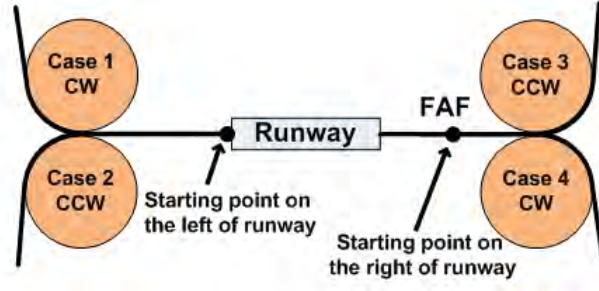 Case 1
CW
Case 3
CCW
FAF
Runway
Case 2
CCW
Starting point on
the left of runway
Case 4
CW
Starting point on
the right of runway